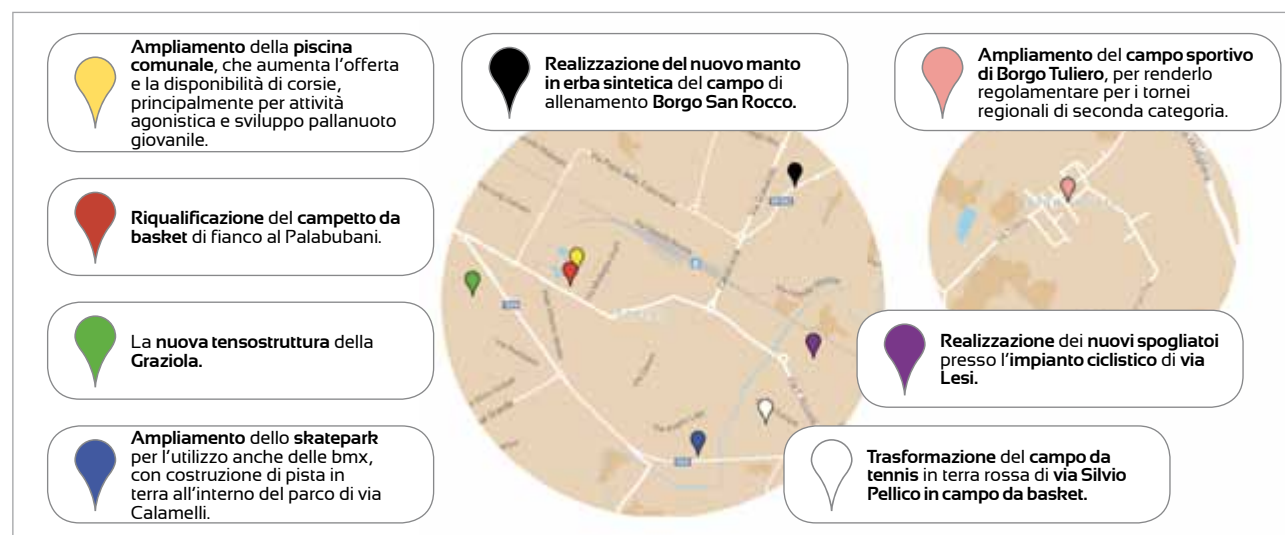 Ampliamento della piscina
comunale, che aumenta l'offerta
e la disponibilità di corsie,
principalmente per attività
agonistica e sviluppo pallanuoto
giovanile.
Riqualificazione del campetto da
basket di fianco al Palabubani.
La nuova tensostruttura della
Graziola.
Ampliamento dello skatepark
per l'utilizzo anche delle bmx,
con costruzione di pista in
terra all'interno del parco di via
Calamelli.
Realizzazione del nuovo manto
in erba sintetica del campo di
allenamento Borgo San Rocco.
Ampliamento del campo sportivo
di Borgo Tuliero, per renderlo
regolamentare per i tornei
regionali di seconda categoria.
Realizzazione dei nuovi spogliatoi
presso l'impianto ciclistico di via
Lesi.
Trasformazione del campo da
tennis in terra rossa di via Silvio
Pellico in campo da basket.